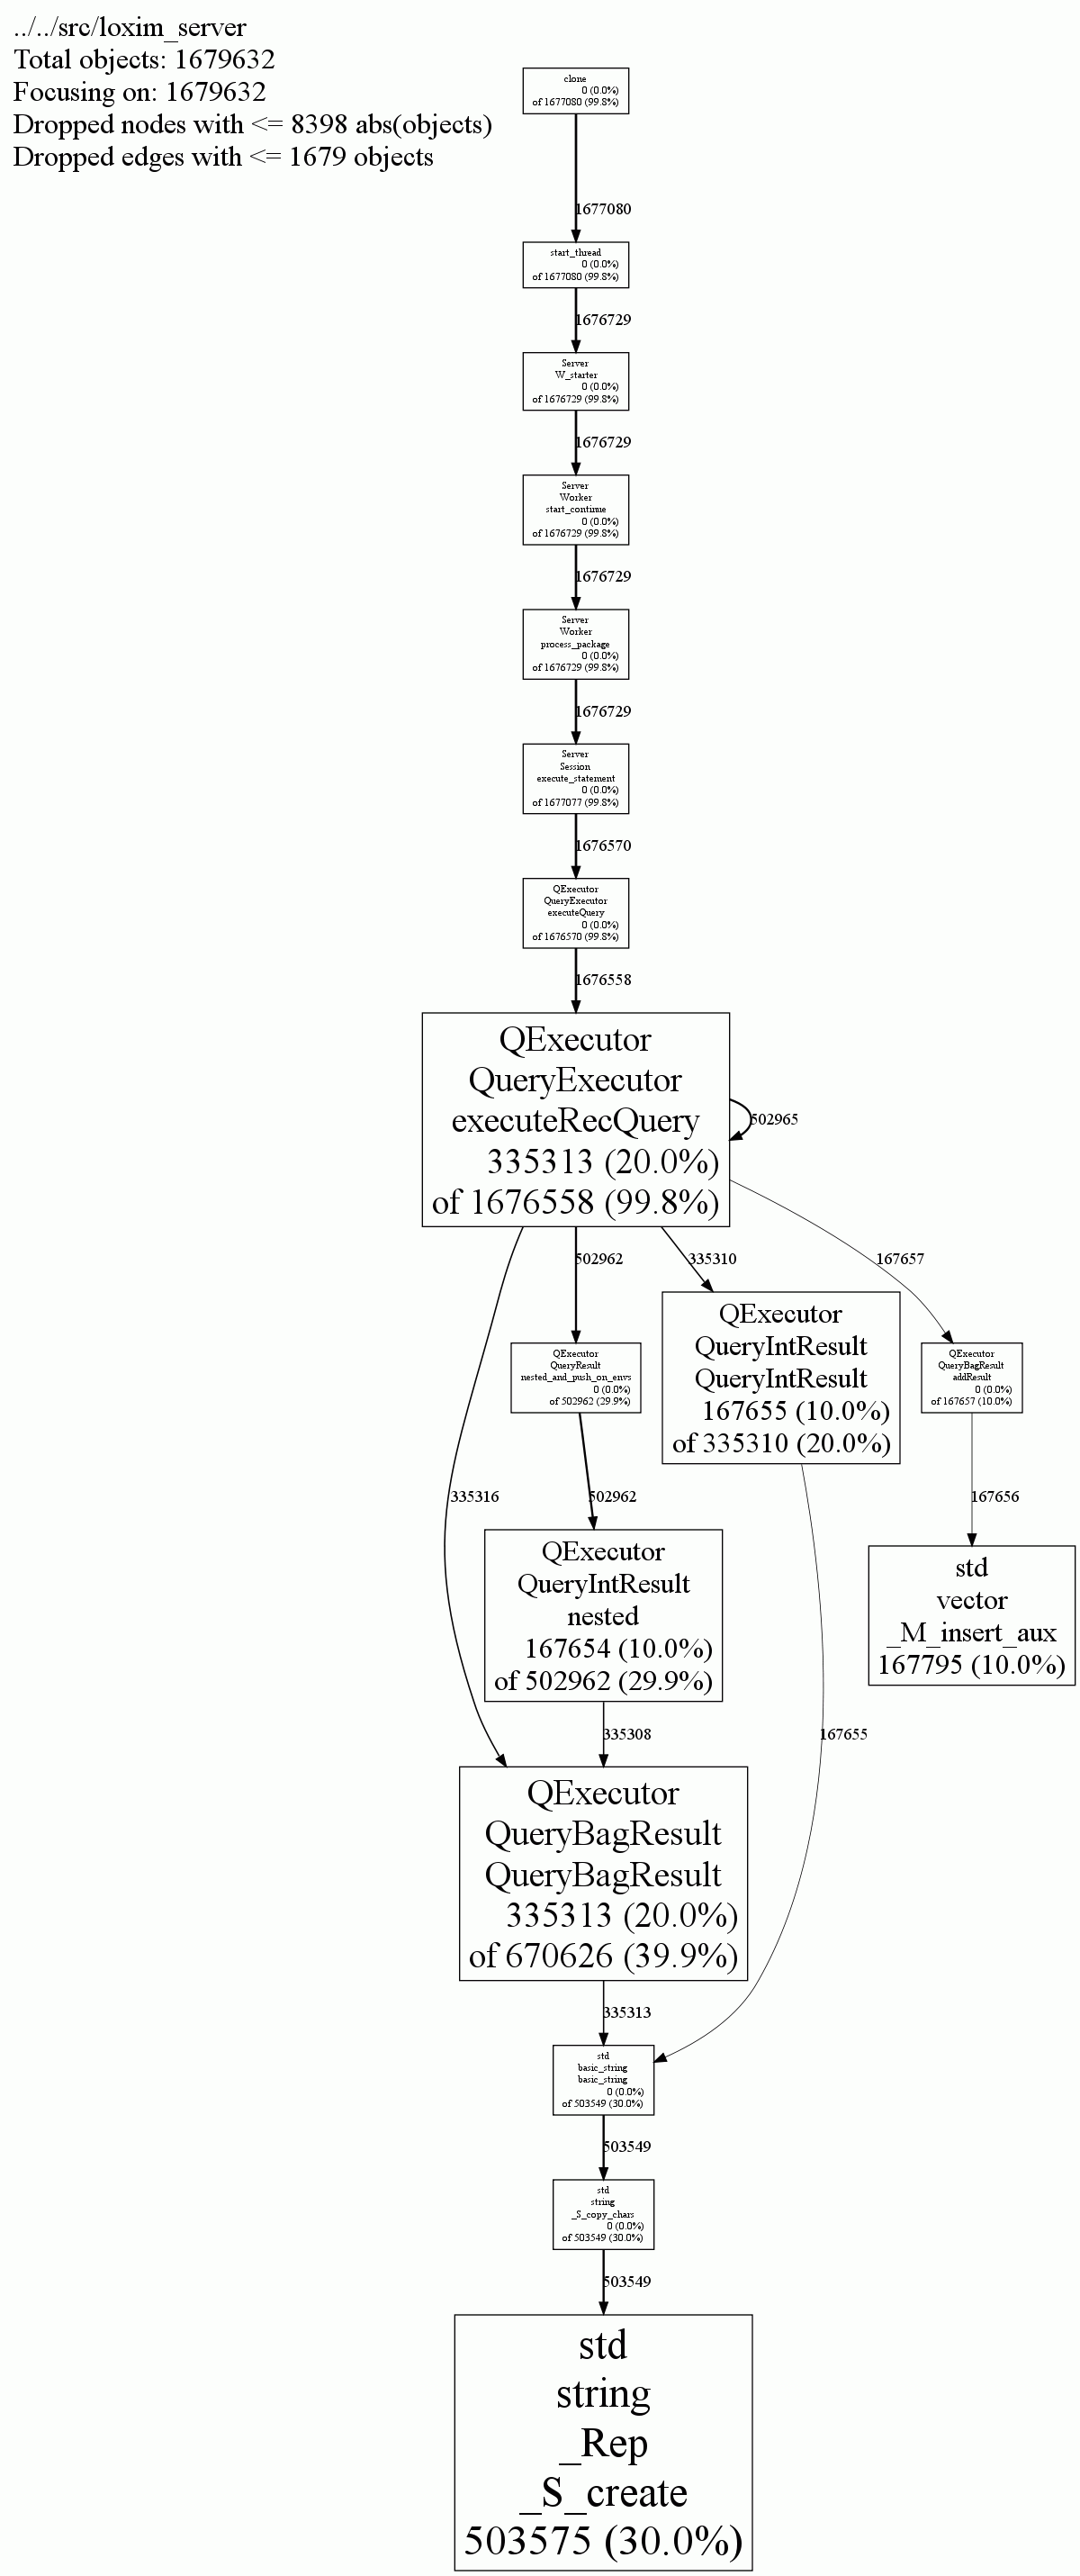 ../../src/loxim_server
Total objects: 1679632
Focusing on: 1679632
Dropped nodes with <= 8398 abs(objects)
Dropped edges with <= 1679 objects
clone
0 (0.0%)
of 1677080 (99.8%)
1677080
start_thread
0 (0.0%)
of 1677080 (99.8%)
1676729
Server
W_starter
0 (0.0%)
of 1676729 (99.8%)
1676729
Server
Worker
start_continue
0 (0.0%)
of 1676729 (99.8%)
1676729
Server
Worker
process_package
0 (0.0%)
of 1676729 (99.8%)
1676729
Server
Session
execute_statement
0 (0.0%)
of 1677077 (99.8%)
1676570
QExecutor
QueryExecutor
executeQuery
0 (0.0%)
of 1676570 (99.8%)
1676558
QExecutor
QueryExecutor
executeRecQuery
335313 (20.0%)
of 1676558 (99.8%)
502965
502962
335310
167657
QExecutor
QueryResult
nested_and_push_on_envs
0 (0.0%)
of 502962 (29.9%)
QExecutor
QueryIntResult
QueryIntResult
167655 (10.0%)
of 335310 (20.0%)
QExecutor
QueryBagResult
addResult
0 (0.0%)
of 167657 (10.0%)
335316
502962
167656
QExecutor
QueryIntResult
nested
167654 (10.0%)
of 502962 (29.9%)
std
vector
_M_insert_aux
167795 (10.0%)
335308
167655
QExecutor
QueryBagResult
QueryBagResult
335313 (20.0%)
of 670626 (39.9%)
335313
std
basic_string
basic_string
0 (0.0%)
of 503549 (30.0%)
503549
std
string
_S_copy_chars
0 (0.0%)
of 503549 (30.0%)
503549
std
string
_Rep
_S_create
503575 (30.0%)